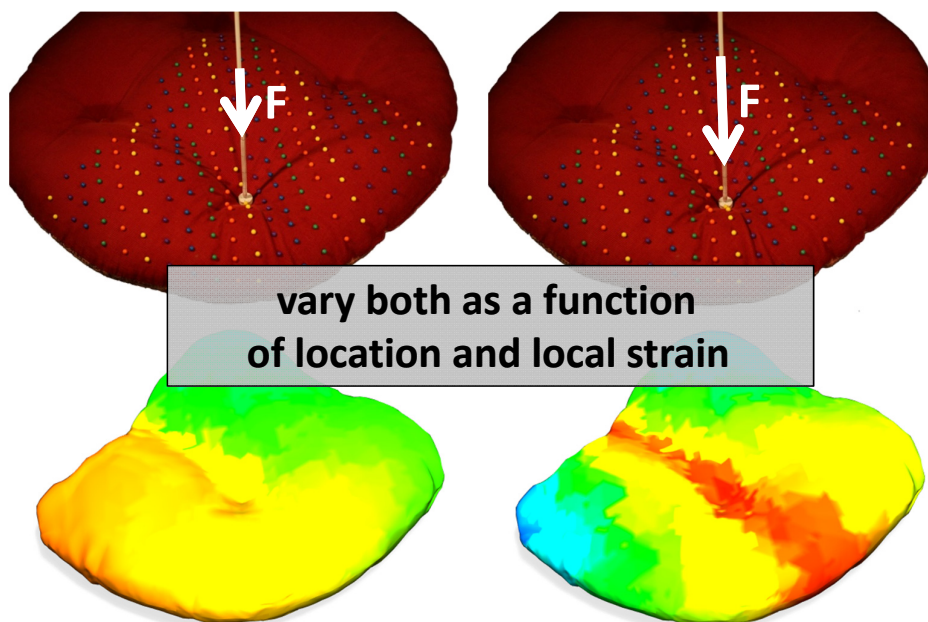 F
F
vary both as a function
of location and local strain